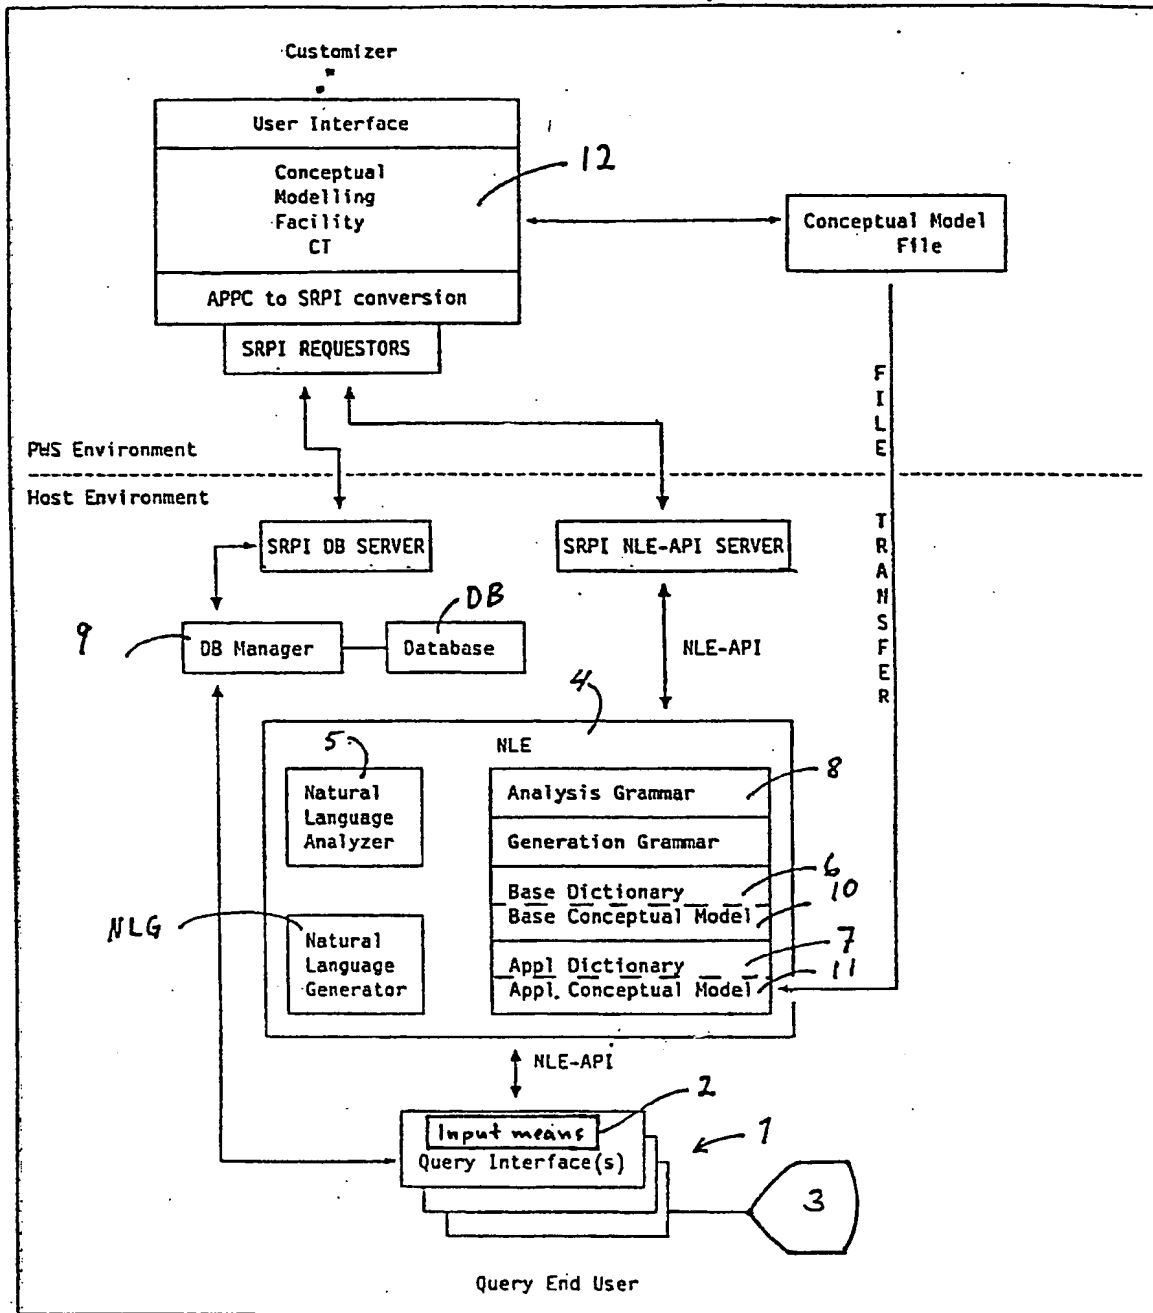 Customizer
User Interface
Conceptual
Modelling
Facility
CT
12
Conceptual Model
File
APPC to SRPI conversion
SRPI REQUESTORS
FILE
PWS Environment
Host Environment
TRANSFER
SRPI DB SERVER
SRPI NLE-API SERVER
DB
9
DB Manager
Database
NLE-API
4
5
NLE
8
Natural
Language
Analyzer
Analysis Grammar
Generation Grammar
6
Base Dictionary
10
Base Conceptual Model
NLG
Natural
Language
Generator
7
Appl Dictionary
11
Appl. Conceptual Model
NLE-API
2
Input means
1
Query Interface(s)
3
Query End User